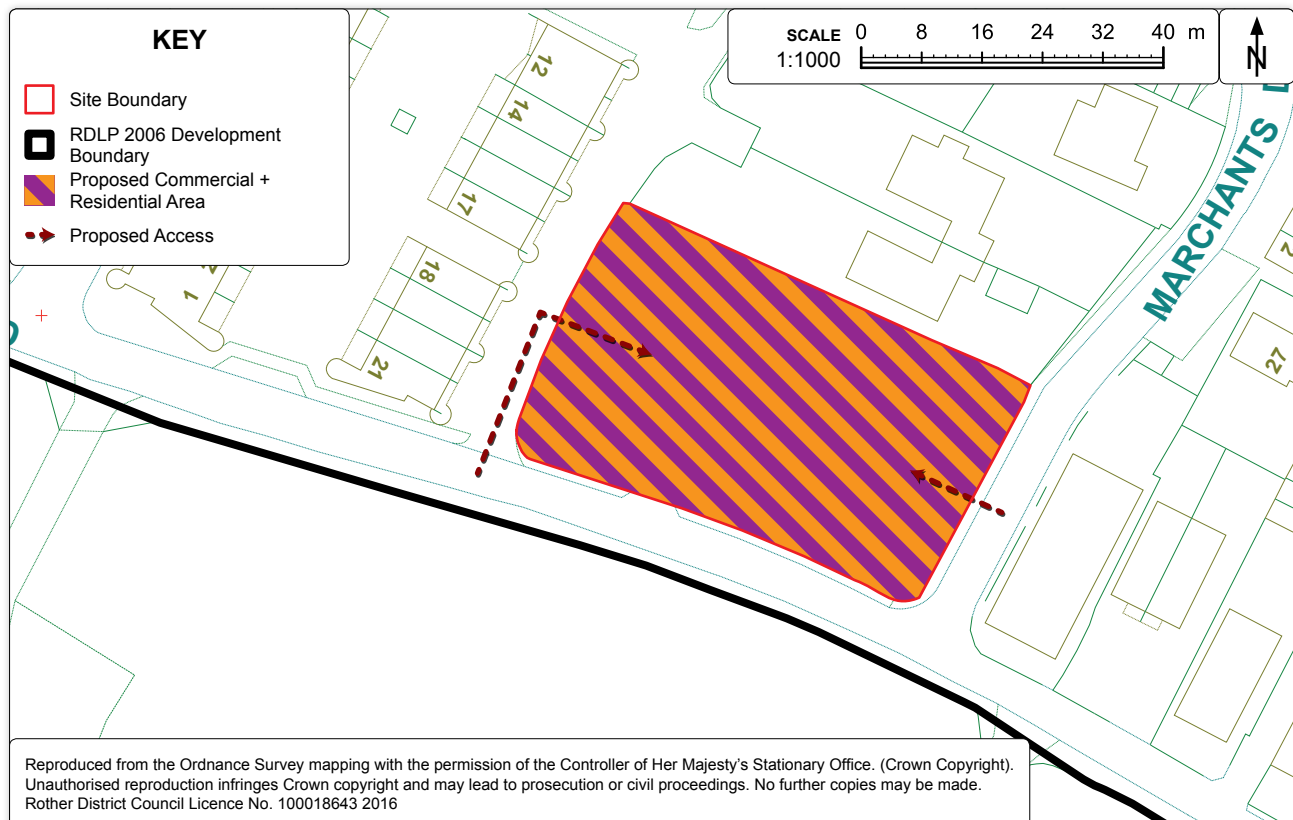 KEY
Site Boundary
RDLP 2006 Development
Boundary
Proposed Commercial +
Residential Area
Proposed Access
SCALE 0 8 16 24 32 40 m
1:1000
N
12
14
17
18
21
1
MARCHANTS
27
2
Reproduced from the Ordnance Survey mapping with the permission of the Controller of Her Majesty's Stationary Office. (Crown Copyright).
Unauthorised reproduction infringes Crown copyright and may lead to prosecution or civil proceedings. No further copies may be made.
Rother District Council Licence No. 100018643 2016